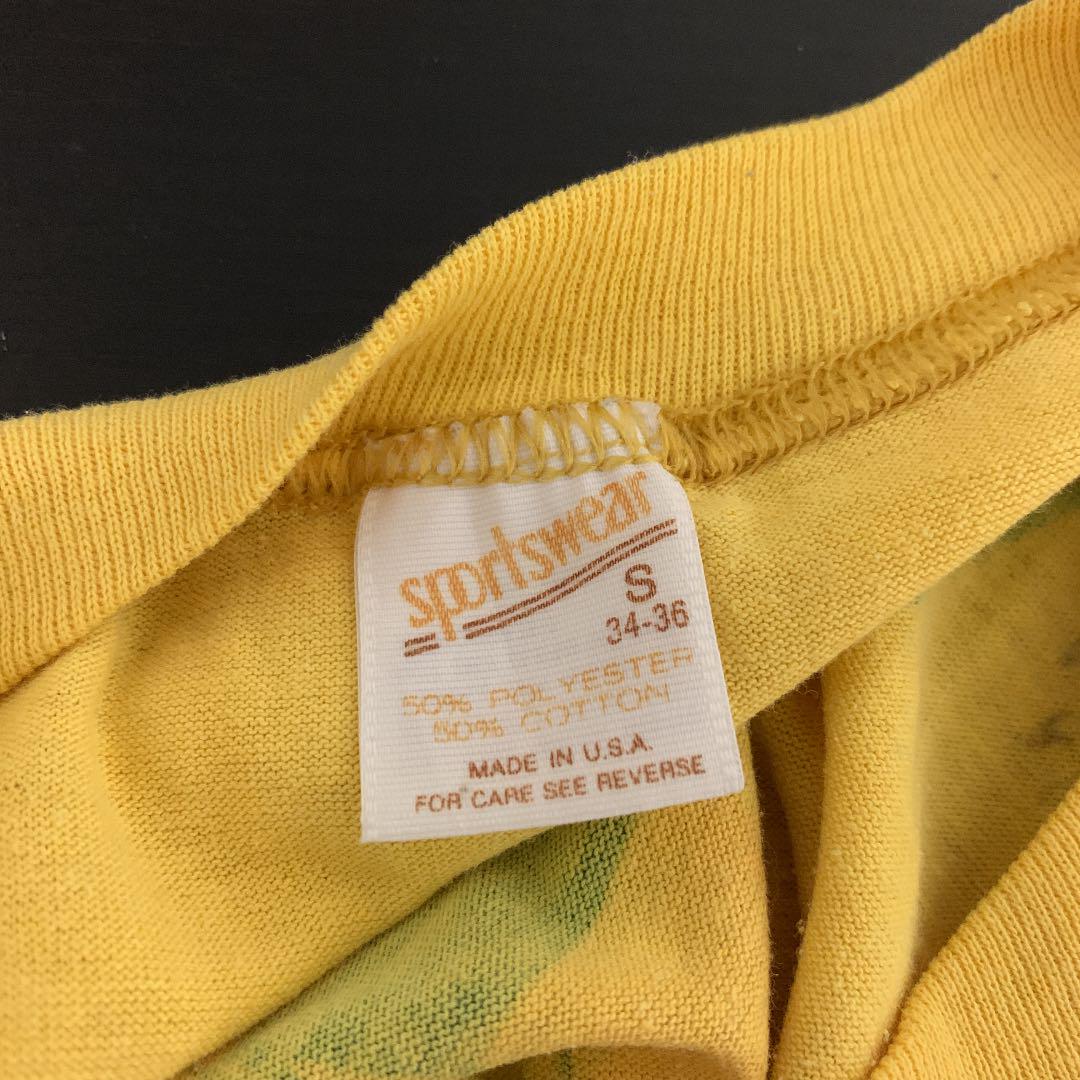 sportswear
S
34-36
50% POLYESTER
50% COTTON
MADE IN U.S.A.
FOR CARE SEE REVERSE